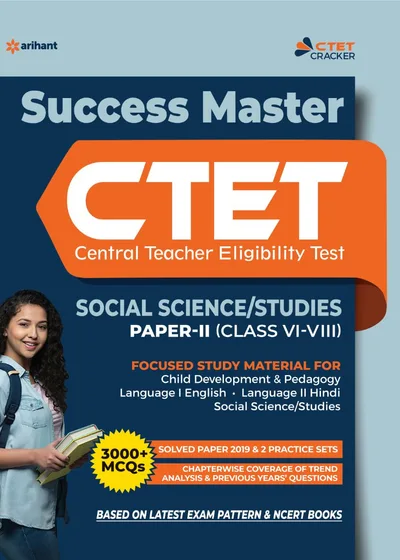 arihant
CTET
CRACKER
Success Master
CTET
Central Teacher Eligibility Test
SOCIAL SCIENCE/STUDIES
PAPER-II (CLASS VI-VIII)
FOCUSED STUDY MATERIAL FOR
Child Development & Pedagogy
Language I English • Language II Hindi
Social Science/Studies
3000+
MCQs
SOLVED PAPER 2019 & 2 PRACTICE SETS
CHAPTERWISE COVERAGE OF TREND
ANALYSIS & PREVIOUS YEARS' QUESTIONS
BASED ON LATEST EXAM PATTERN & NCERT BOOKS